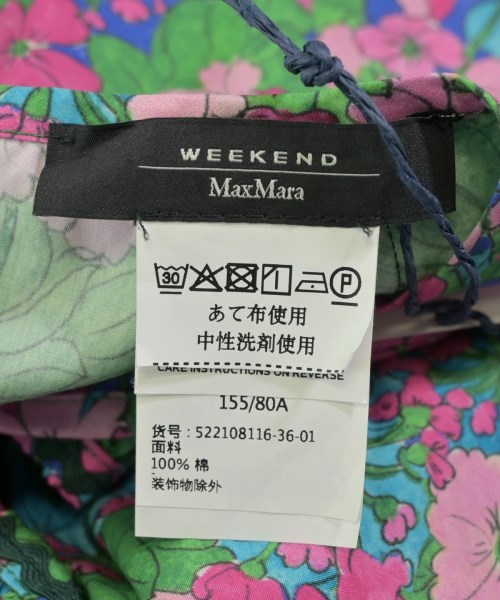 WEEKEND
MaxMara
30 P
あて布使用
中性洗剤使用
CARE INSTRUCTIONS ON REVERSE
155/80A
货号：522108116-36-01
面料
100% 棉
装饰物除外